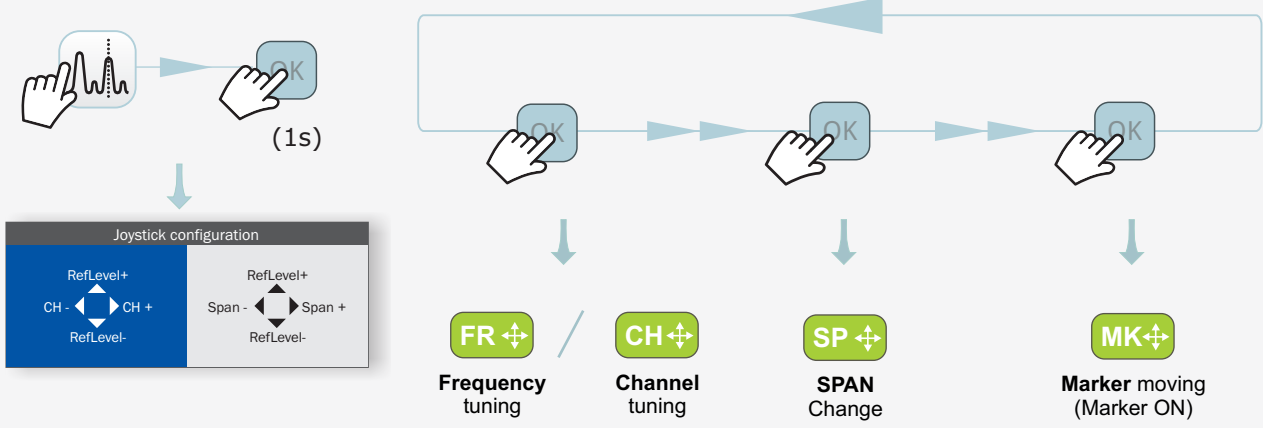 OK
(1s)
Joystick configuration
RefLevel+
CH - CH +
RefLevel-
RefLevel+
Span - Span +
RefLevel-
OK
OK
OK
FR / CH
SP
MK
Frequency
tuning
Channel
tuning
SPAN
Change
Marker moving
(Marker ON)